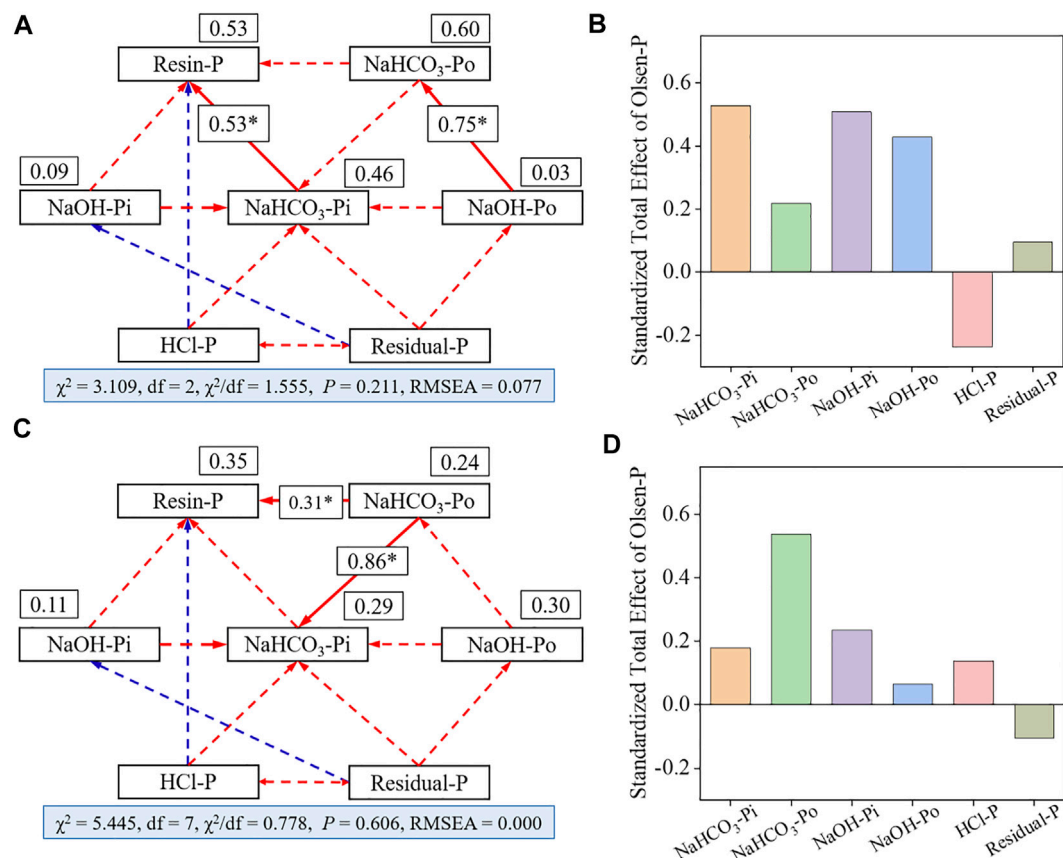 A
0.53
0.60
Resin-P
NaHCO₃-Po
0.53*
0.75*
0.09
0.46
0.03
NaOH-Pi
NaHCO₃-Pi
NaOH-Po
HCl-P
Residual-P
χ² = 3.109, df = 2, χ²/df = 1.555, P = 0.211, RMSEA = 0.077
B
Standardized Total Effect of Olsen-P
0.6
0.4
0.2
0.0
-0.2
NaHCO₃-Pi
NaHCO₃-Po
NaOH-Pi
NaOH-Po
HCl-P
Residual-P
C
0.35
0.24
Resin-P
0.31*
NaHCO₃-Po
0.86*
0.11
0.29
0.30
NaOH-Pi
NaHCO₃-Pi
NaOH-Po
HCl-P
Residual-P
χ² = 5.445, df = 7, χ²/df = 0.778, P = 0.606, RMSEA = 0.000
D
Standardized Total Effect of Olsen-P
0.6
0.4
0.2
0.0
-0.2
NaHCO₃-Pi
NaHCO₃-Po
NaOH-Pi
NaOH-Po
HCl-P
Residual-P